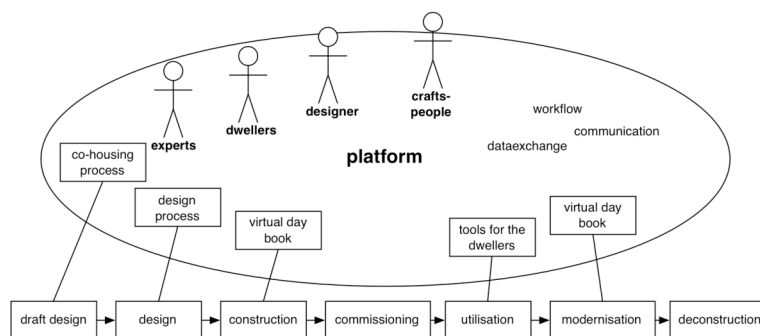 experts
dwellers
designer
crafts-
people
workflow
communication
dataexchange
platform
co-housing
process
design
process
virtual day
book
tools for the
dwellers
virtual day
book
draft design
design
construction
commissioning
utilisation
modernisation
deconstruction